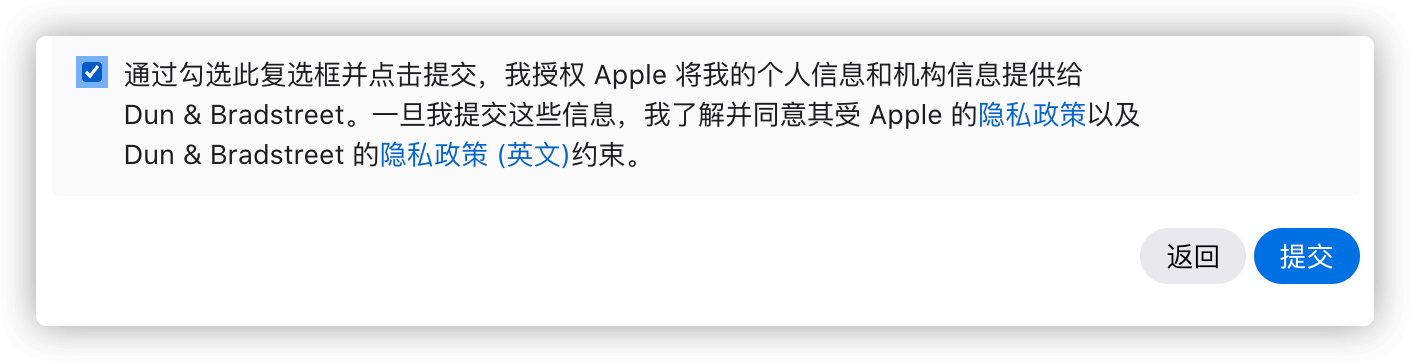 通过勾选此复选框并点击提交，我授权 Apple 将我的个人信息和机构信息提供给
Dun & Bradstreet。一旦我提交这些信息，我了解并同意其受 Apple 的隐私政策以及
Dun & Bradstreet 的隐私政策 (英文)约束。
返回
提交